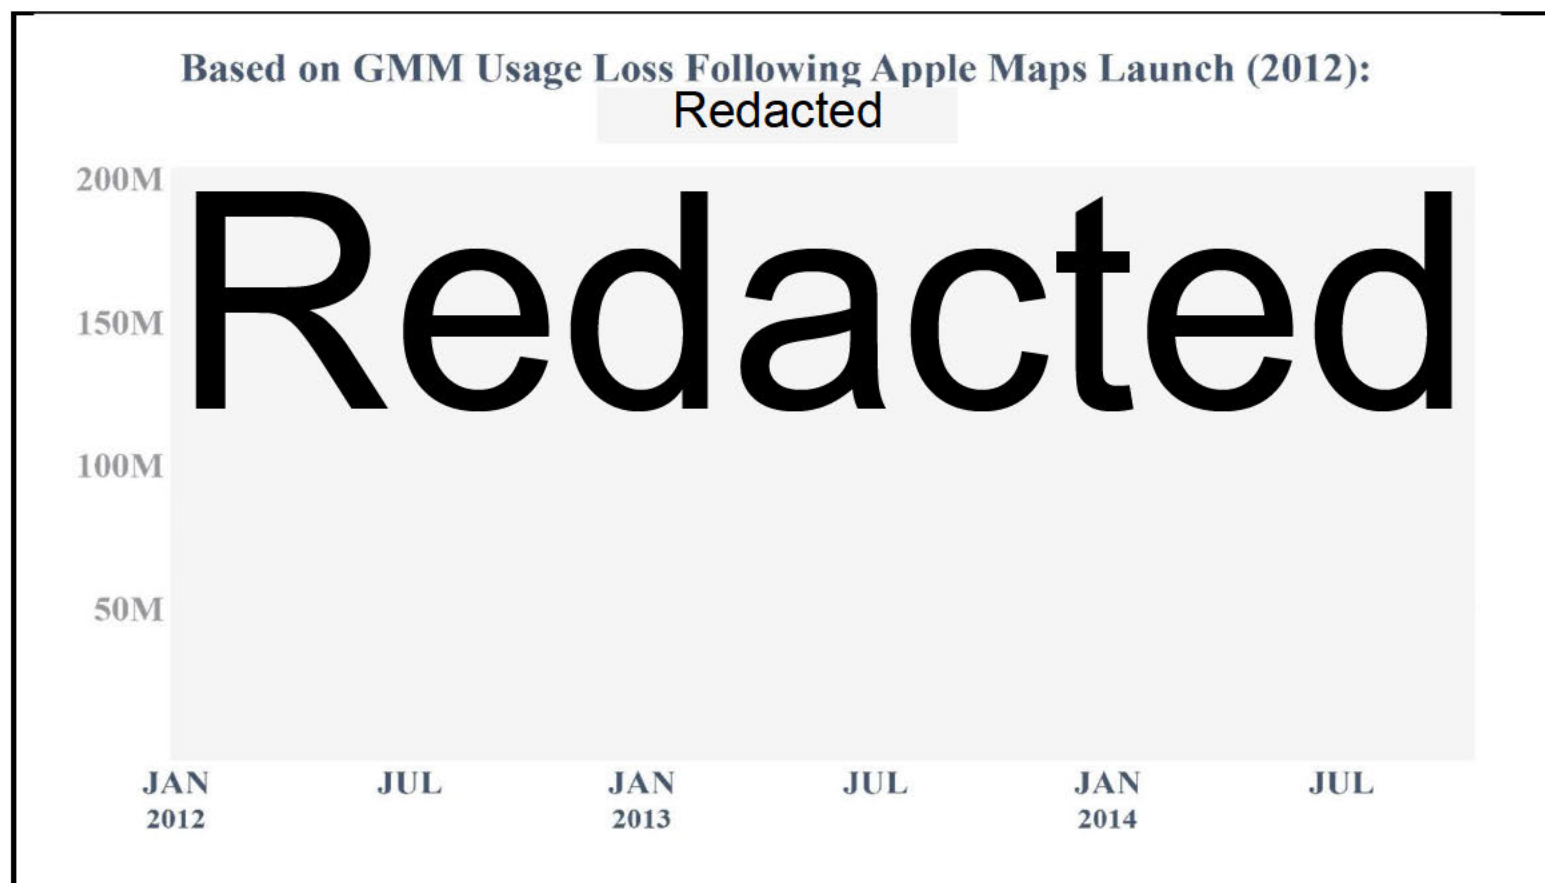 Based on GMM Usage Loss Following Apple Maps Launch (2012):
Redacted
200M
Redacted
150M
100M
50M
JAN JUL JAN JUL JAN JUL
2012 2013 2014